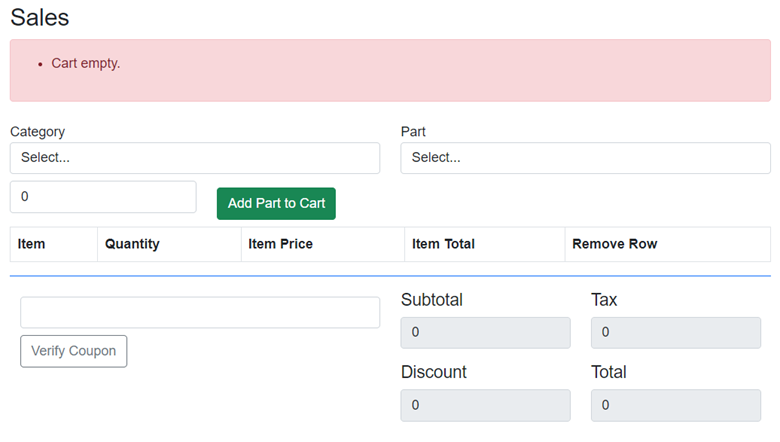 Sales
• Cart empty.
Category Part
Select... Select...
0 Add Part to Cart
Item Quantity Item Price Item Total Remove Row
Subtotal Tax
0 0
Verify Coupon
Discount Total
0 0